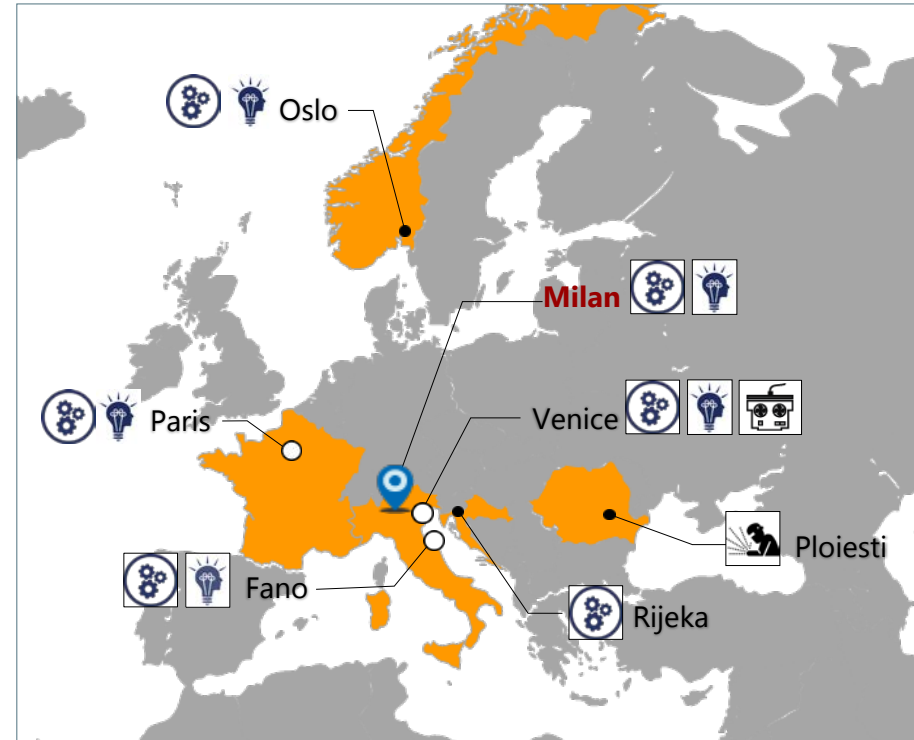 Oslo
Milan
Paris
Venice
Ploiesti
Fano
Rijeka